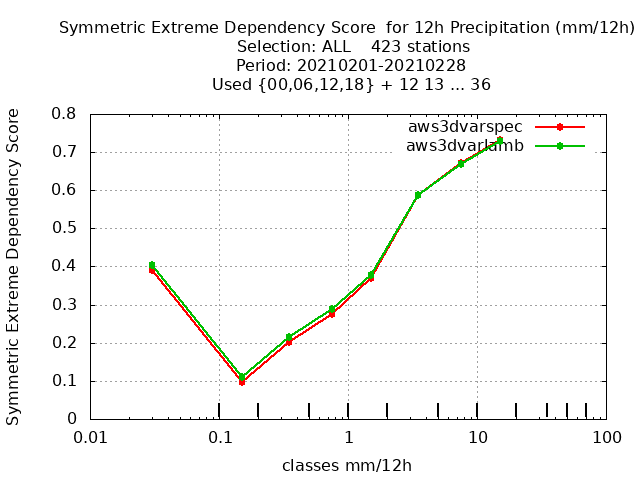 Symmetric Extreme Dependency Score  for 12h Precipitation (mm/12h)
Selection: ALL    423 stations
Period: 20210201-20210228
Used {00,06,12,18} + 12 13 ... 36
Symmetric Extreme Dependency Score
0.8
0.7
0.6
0.5
0.4
0.3
0.2
0.1
0
aws3dvarspec
aws3dvarlamb
0.01
0.1
1
10
100
classes mm/12h